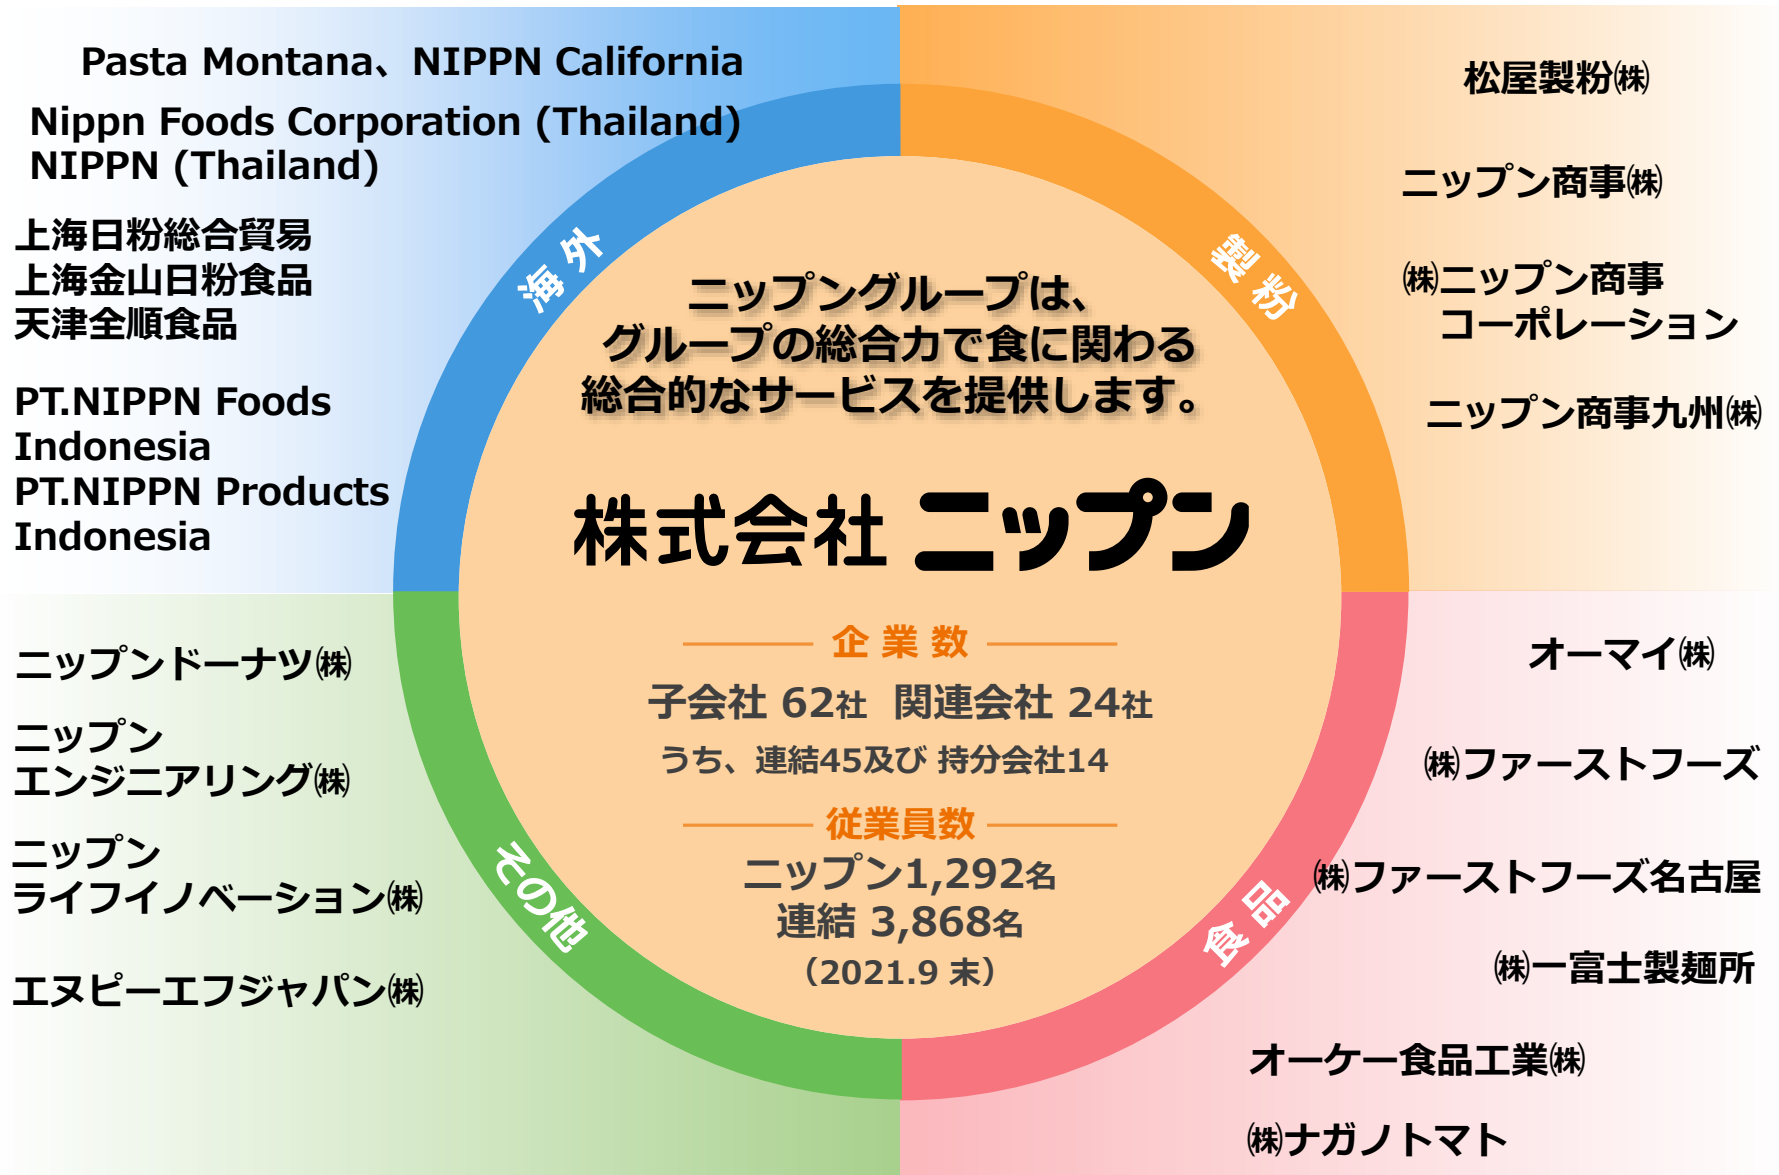 Pasta Montana、NIPPN California
Nippn Foods Corporation (Thailand)
NIPPN (Thailand)
上海日粉総合貿易
上海金山日粉食品
天津全順食品
PT.NIPPN Foods
Indonesia
PT.NIPPN Products
Indonesia
海外
松屋製粉㈱
ニップン商事㈱
㈱ニップン商事
コーポレーション
ニップン商事九州㈱
製粉
ニップングループは、
グループの総合力で食に関わる
総合的なサービスを提供します。
株式会社 ニップン
企業数
子会社 62社 関連会社 24社
うち、連結45及び 持分会社14
従業員数
ニップン1,292名
連結 3,868名
（2021.9 末）
ニップンドーナツ㈱
ニップン
エンジニアリング㈱
ニップン
ライフイノベーション㈱
エヌピーエフジャパン㈱
その他
オーマイ㈱
㈱ファーストフーズ
㈱ファーストフーズ名古屋
㈱一富士製麺所
オーケー食品工業㈱
㈱ナガノトマト
食品